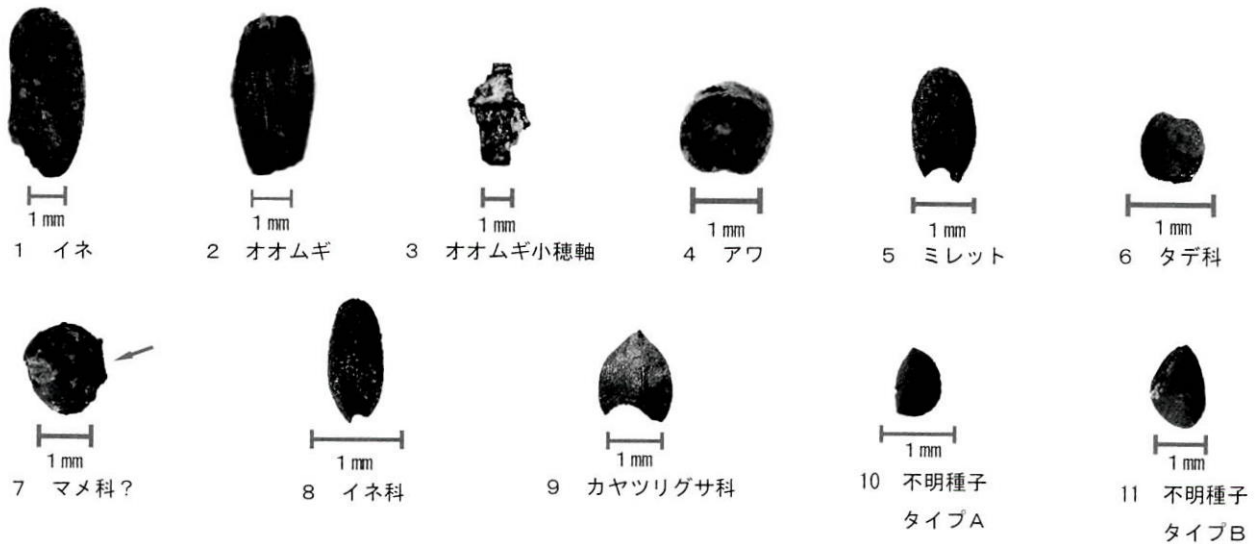 1 mm
1 mm
1 mm
1 mm
1 mm
1 mm
1 イネ
2 オオムギ
3 オオムギ小穂軸
4 アワ
5 ミレット
6 タデ科
1 mm
1 mm
1 mm
1 mm
1 mm
7 マメ科？
8 イネ科
9 カヤツリグサ科
10 不明種子
タイプA
11 不明種子
タイプB